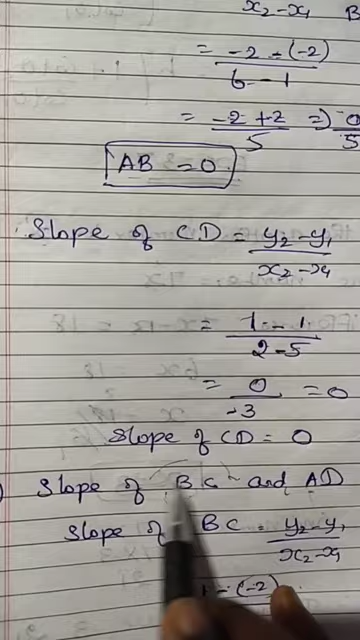 x₂-x₁ B
= -2 - (-2) / 6 - 1
= -2 + 2 / 5 => 0 / 5
AB = 0
Slope of CD = y₂-y₁ / x₂-x₁
= 1 - 1 / 2 - 5
= 0 / -3 = 0
Slope of CD = 0
) Slope of BC and AD
Slope of BC = y₂-y₁ / x₂-x₁
1 - (-2)